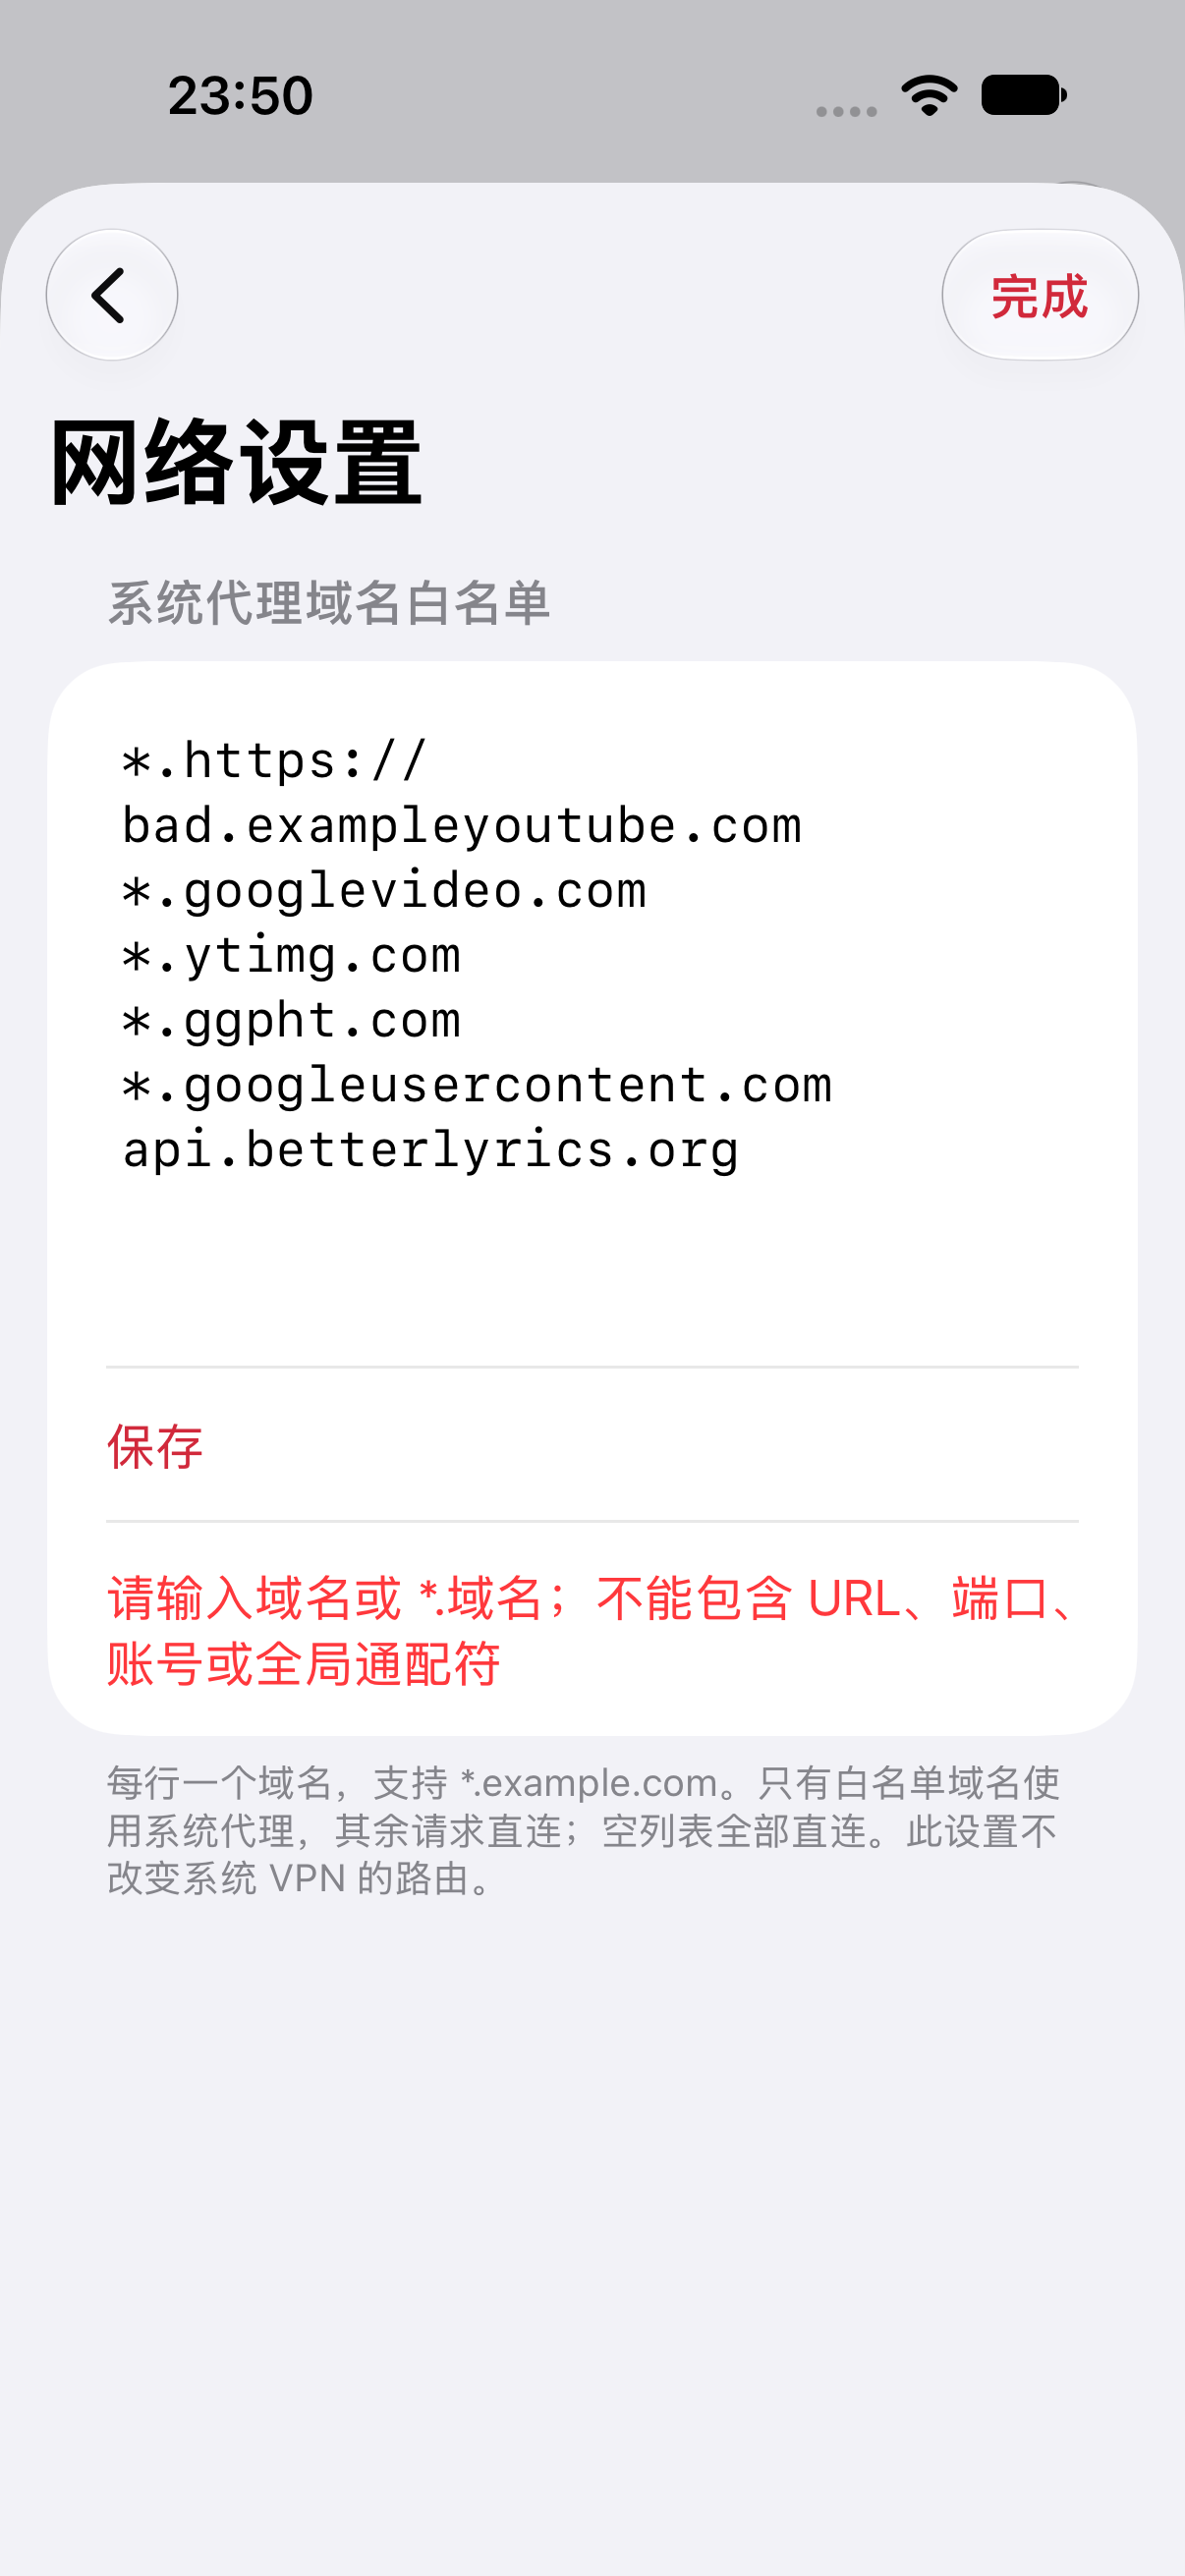 23:50
完成
网络设置
系统代理域名白名单
*.https://
bad.exampleyoutube.com
*.googlevideo.com
*.ytimg.com
*.ggpht.com
*.googleusercontent.com
api.betterlyrics.org
保存
请输入域名或 *.域名；不能包含 URL、端口、
账号或全局通配符
每行一个域名，支持 *.example.com。只有白名单域名使
用系统代理，其余请求直连；空列表全部直连。此设置不
改变系统 VPN 的路由。